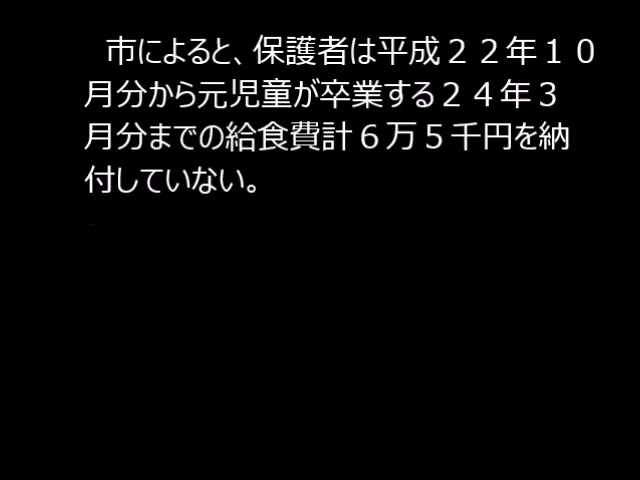 市によると、保護者は平成２２年１０
月分から元児童が卒業する２４年３
月分までの給食費計６万５千円を納
付していない。